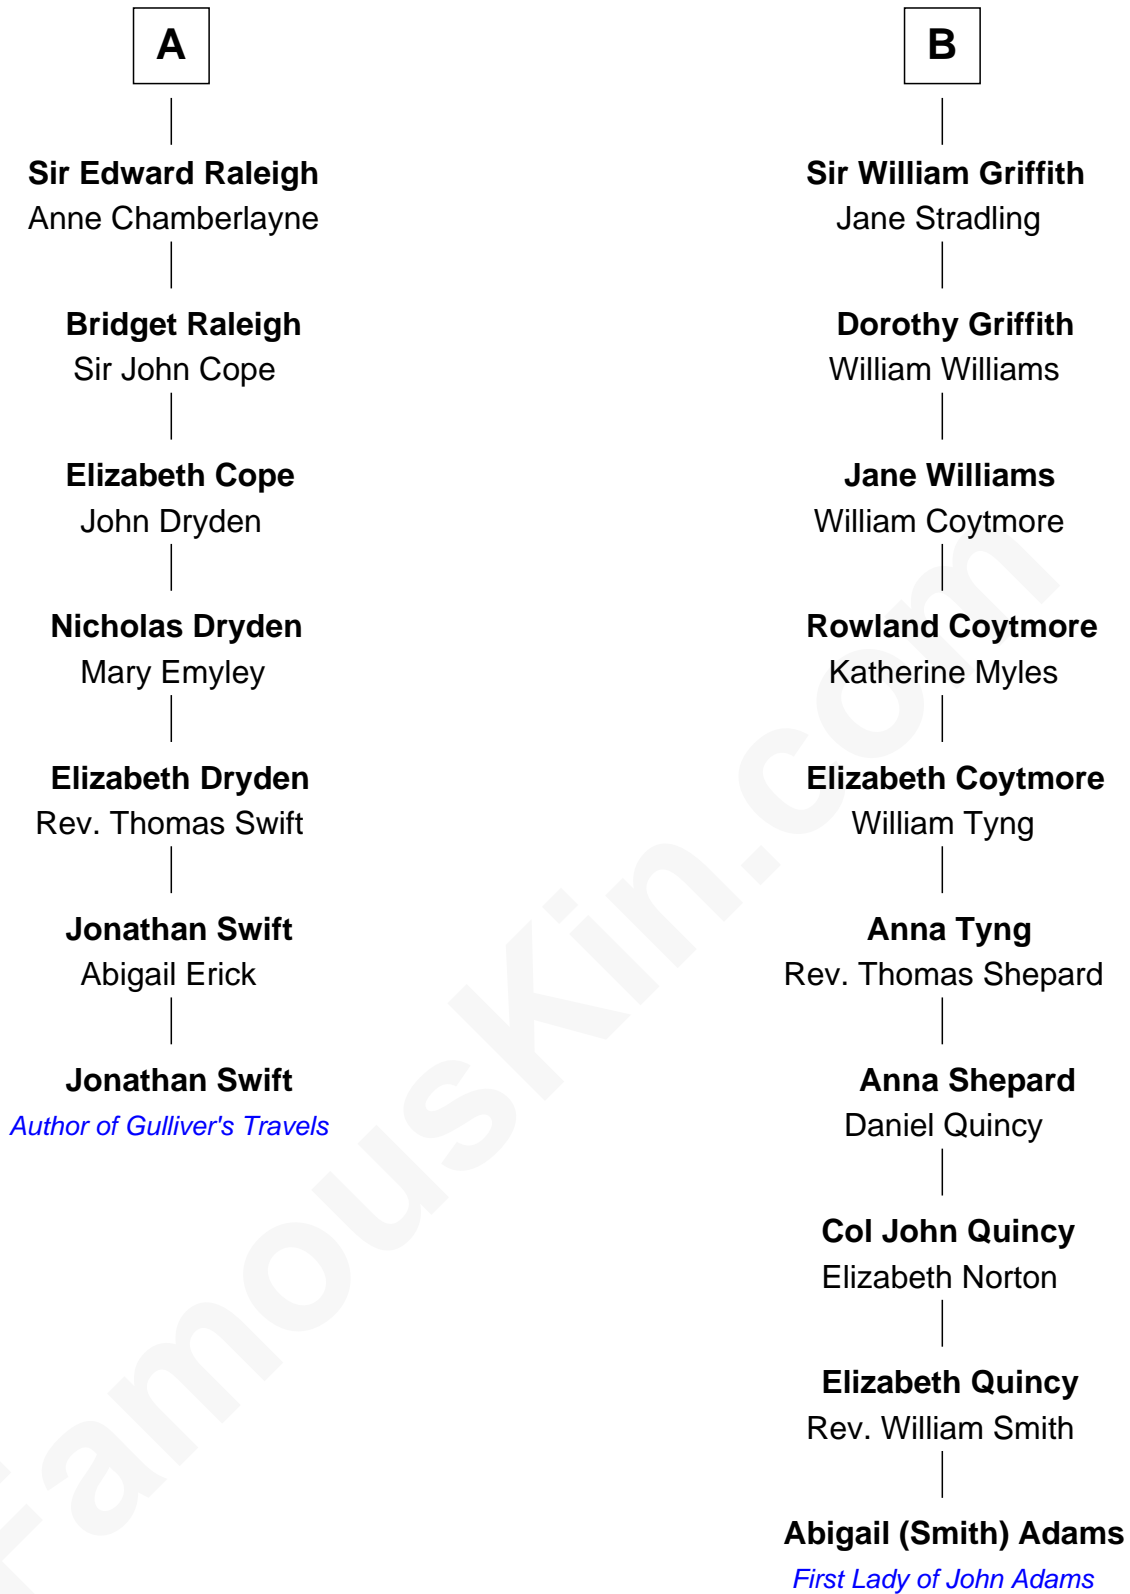 A
Sir Edward Raleigh
Anne Chamberlayne
Bridget Raleigh
Sir John Cope
Elizabeth Cope
John Dryden
Nicholas Dryden
Mary Emyley
Elizabeth Dryden
Rev. Thomas Swift
Jonathan Swift
Abigail Erick
Jonathan Swift
Author of Gulliver's Travels
B
Sir William Griffith
Jane Stradling
Dorothy Griffith
William Williams
Jane Williams
William Coytmore
Rowland Coytmore
Katherine Myles
Elizabeth Coytmore
William Tyng
Anna Tyng
Rev. Thomas Shepard
Anna Shepard
Daniel Quincy
Col John Quincy
Elizabeth Norton
Elizabeth Quincy
Rev. William Smith
Abigail (Smith) Adams
First Lady of John Adams
FamousKin.com